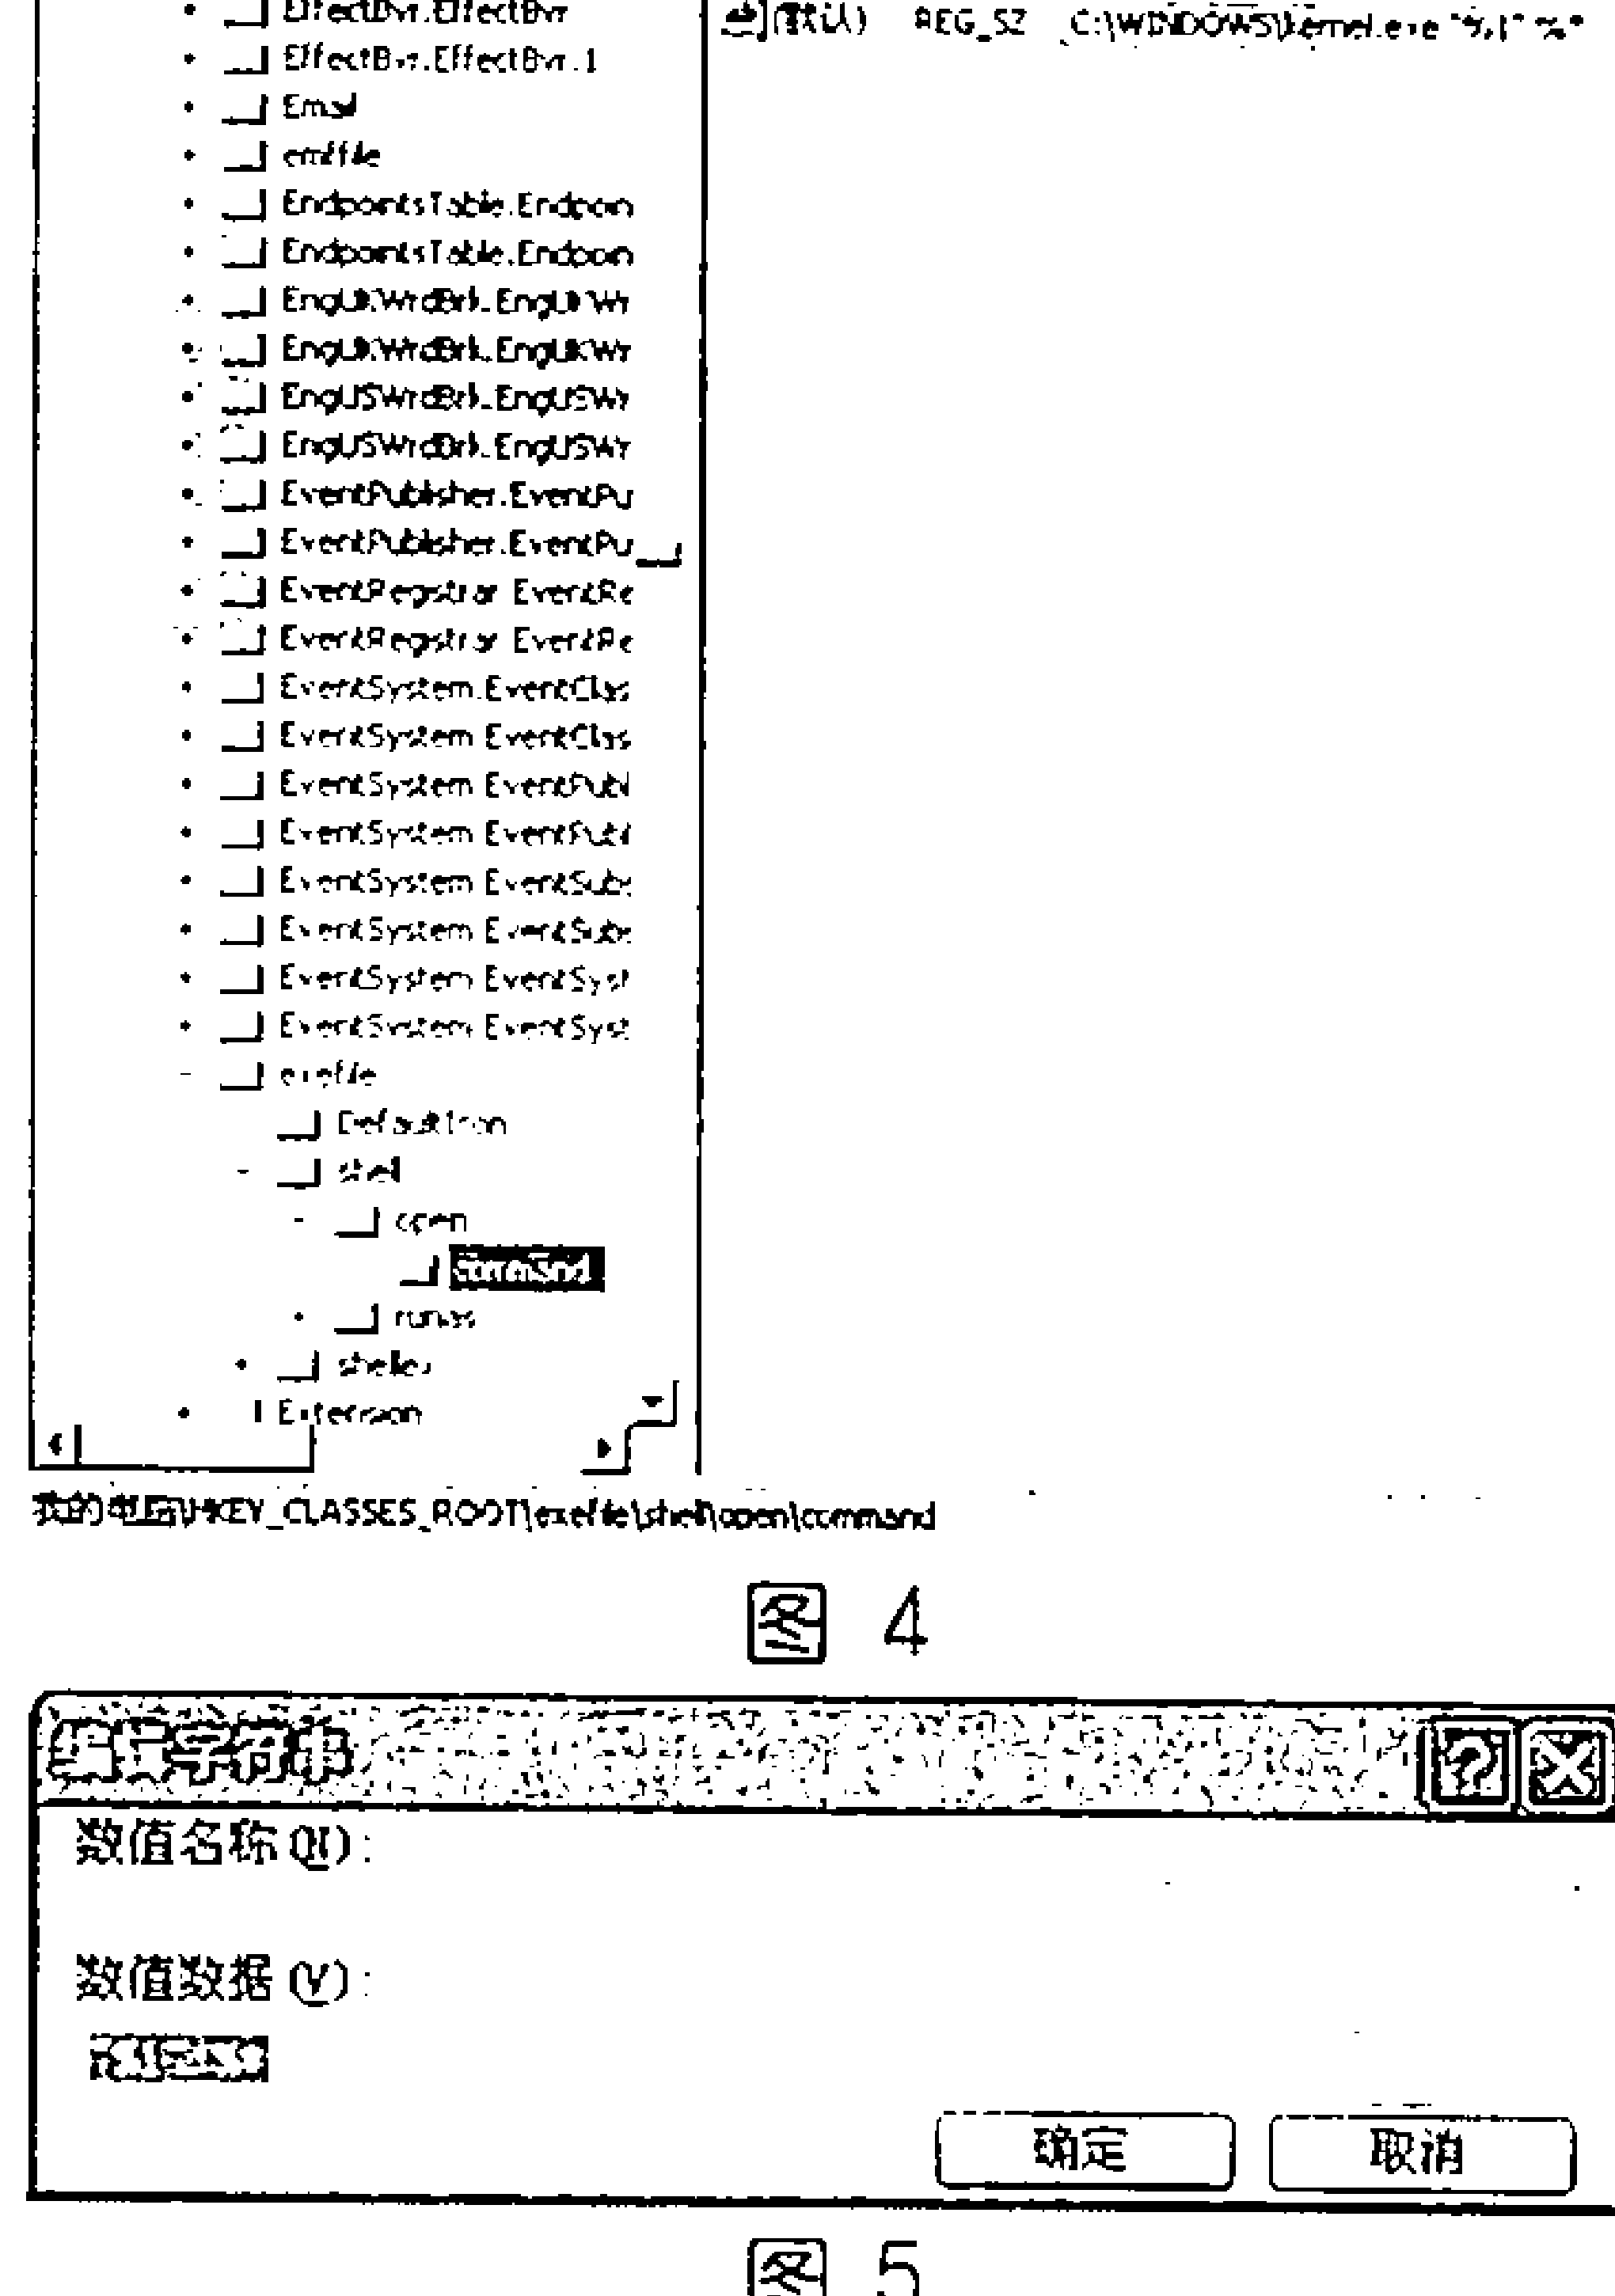 EffectBvr.EffectBvr
(默认) REG_SZ C:\WINDOWS\kernel.exe "%1" %*
EffectBvr.EffectBvr.1
Email
emffile
EndpointsTable.Endpoin
EndpointsTable.Endpoin
EngUKWrdBrk.EngUKWr
EngUKWrdBrk.EngUKWr
EngUSWrdBrk.EngUSWr
EngUSWrdBrk.EngUSWr
EventPublisher.EventPu
EventPublisher.EventPu
EventRegistrar.EventRe
EventRegistrar.EventRe
EventSystem.EventClas
EventSystem.EventClas
EventSystem.EventPubl
EventSystem.EventPubl
EventSystem.EventSubs
EventSystem.EventSubs
EventSystem.EventSyst
EventSystem.EventSyst
exefile
DefaultIcon
shell
open
command
runas
shellex
Extension
我的电脑\HKEY_CLASSES_ROOT\exefile\shell\open\command
图 4
编辑字符串
数值名称(N):
数值数据(V):
确定 取消
图 5